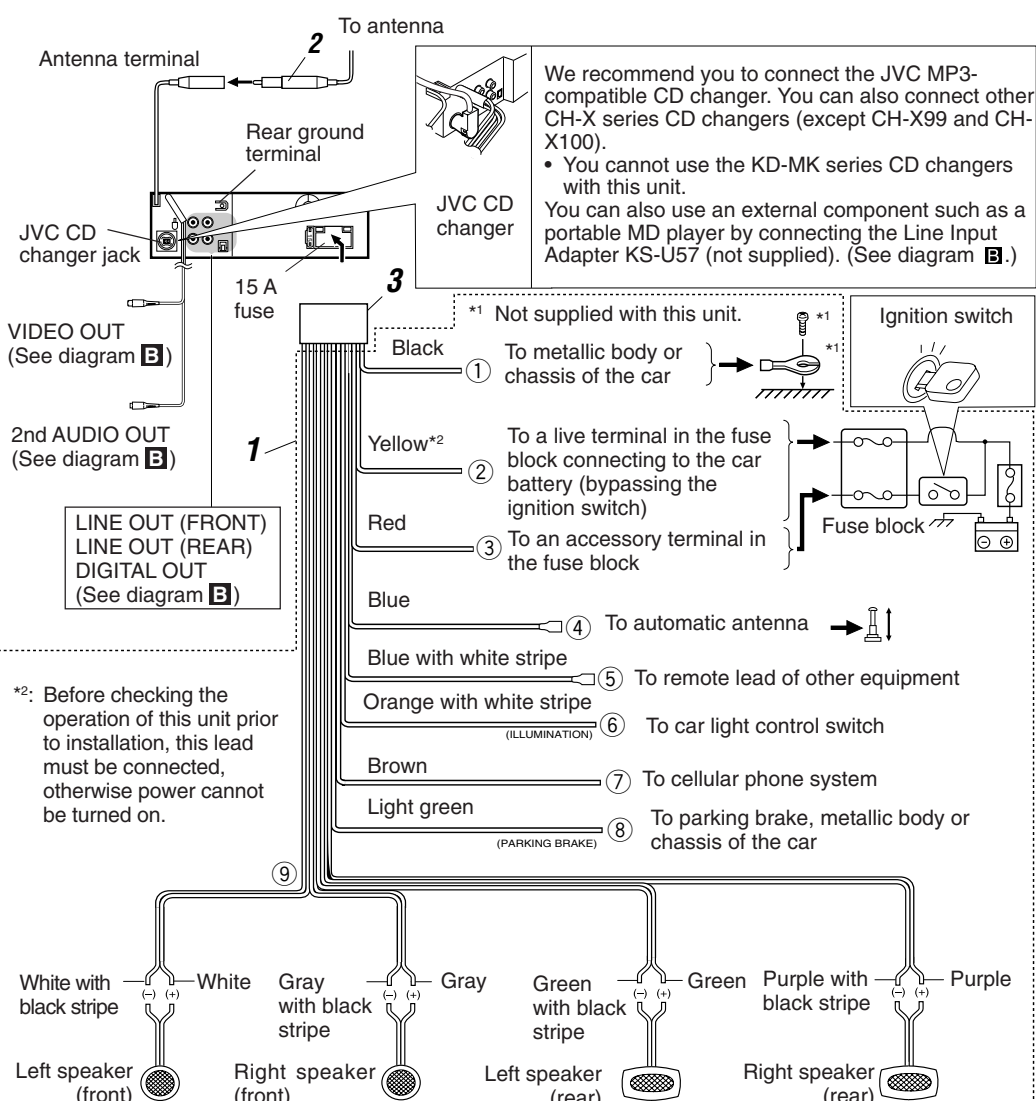 To antenna
2
Antenna terminal
Rear ground
terminal
JVC CD
changer jack
15 A
fuse
JVC CD
changer
We recommend you to connect the JVC MP3-
compatible CD changer. You can also connect other
CH-X series CD changers (except CH-X99 and CH-
X100).
• You cannot use the KD-MK series CD changers
with this unit.
You can also use an external component such as a
portable MD player by connecting the Line Input
Adapter KS-U57 (not supplied). (See diagram B.)
VIDEO OUT
(See diagram B)
2nd AUDIO OUT
(See diagram B)
LINE OUT (FRONT)
LINE OUT (REAR)
DIGITAL OUT
(See diagram B)
3
1
*1 Not supplied with this unit.
*1
*1
Ignition switch
Black
① To metallic body or
chassis of the car
Yellow*2
② To a live terminal in the fuse
block connecting to the car
battery (bypassing the
ignition switch)
Fuse block
Red
③ To an accessory terminal in
the fuse block
Blue
④ To automatic antenna
Blue with white stripe
⑤ To remote lead of other equipment
Orange with white stripe
(ILLUMINATION) ⑥ To car light control switch
Brown
⑦ To cellular phone system
Light green
(PARKING BRAKE) ⑧ To parking brake, metallic body or
chassis of the car
*2: Before checking the
operation of this unit prior
to installation, this lead
must be connected,
otherwise power cannot
be turned on.
⑨
White with
black stripe
(-) (+)
White
Gray
with black
stripe
(-) (+)
Gray
Green
with black
stripe
(-) (+)
Green
Purple with
black stripe
(-) (+)
Purple
Left speaker
(front)
Right speaker
(front)
Left speaker
(rear)
Right speaker
(rear)